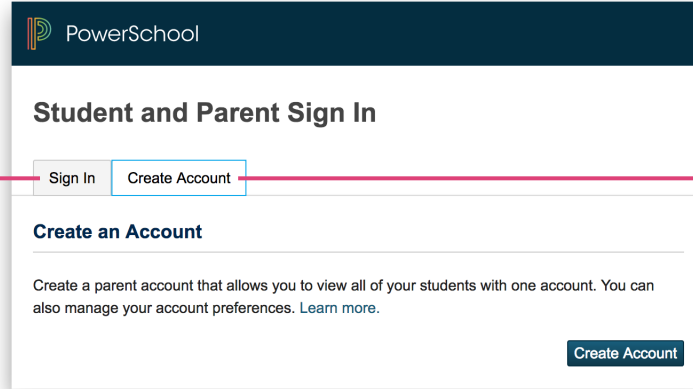 PowerSchool
Student and Parent Sign In
Sign In
Create Account
Create an Account
Create a parent account that allows you to view all of your students with one account. You can
also manage your account preferences. Learn more.
Create Account